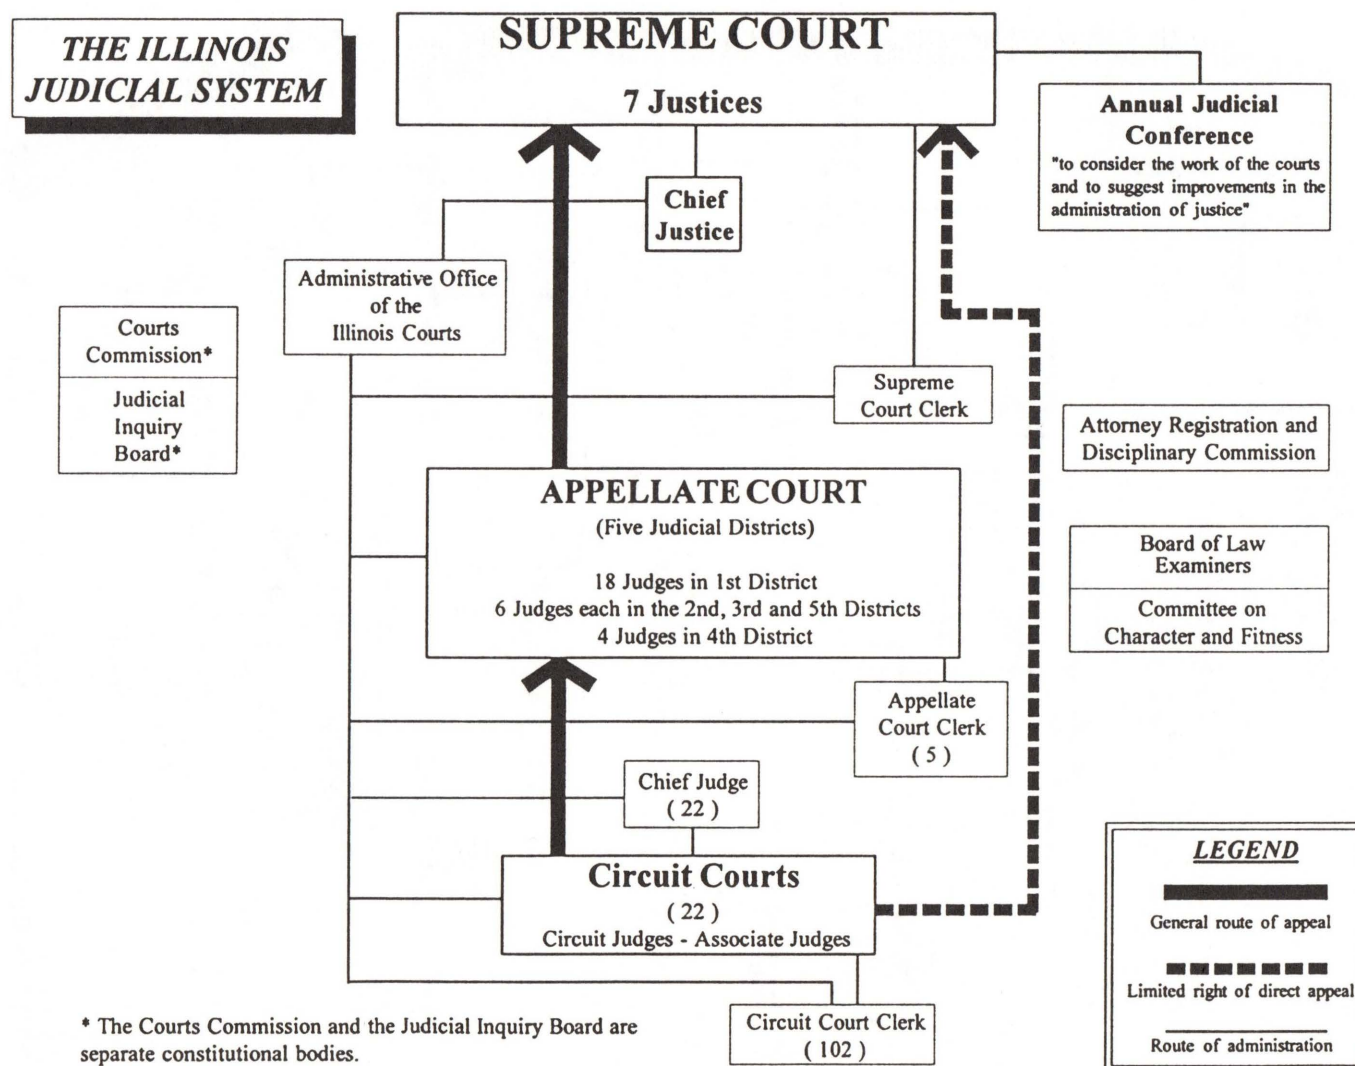 THE ILLINOIS
JUDICIAL SYSTEM
SUPREME COURT
7 Justices
Annual Judicial
Conference
"to consider the work of the courts
and to suggest improvements in the
administration of justice"
Chief
Justice
Administrative Office
of the
Illinois Courts
Courts
Commission*
Judicial
Inquiry
Board*
Supreme
Court Clerk
Attorney Registration and
Disciplinary Commission
APPELLATE COURT
(Five Judicial Districts)
18 Judges in 1st District
6 Judges each in the 2nd, 3rd and 5th Districts
4 Judges in 4th District
Board of Law
Examiners
Committee on
Character and Fitness
Appellate
Court Clerk
( 5 )
Chief Judge
( 22 )
Circuit Courts
( 22 )
Circuit Judges - Associate Judges
Circuit Court Clerk
( 102 )
LEGEND
General route of appeal
Limited right of direct appeal
Route of administration
* The Courts Commission and the Judicial Inquiry Board are
separate constitutional bodies.